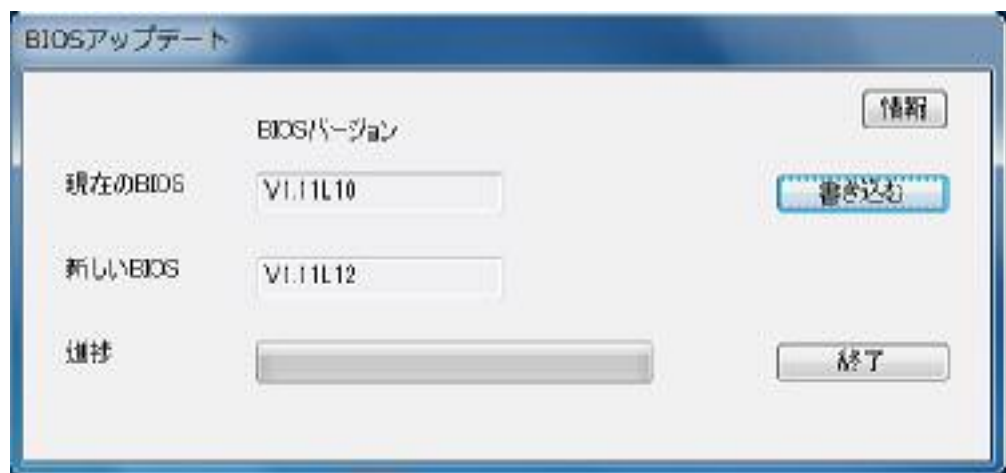 BIOSアップデート
情報
BIOSバージョン
現在のBIOS V1.11L10 書き込む
新しいBIOS V1.11L12
進捗 終了